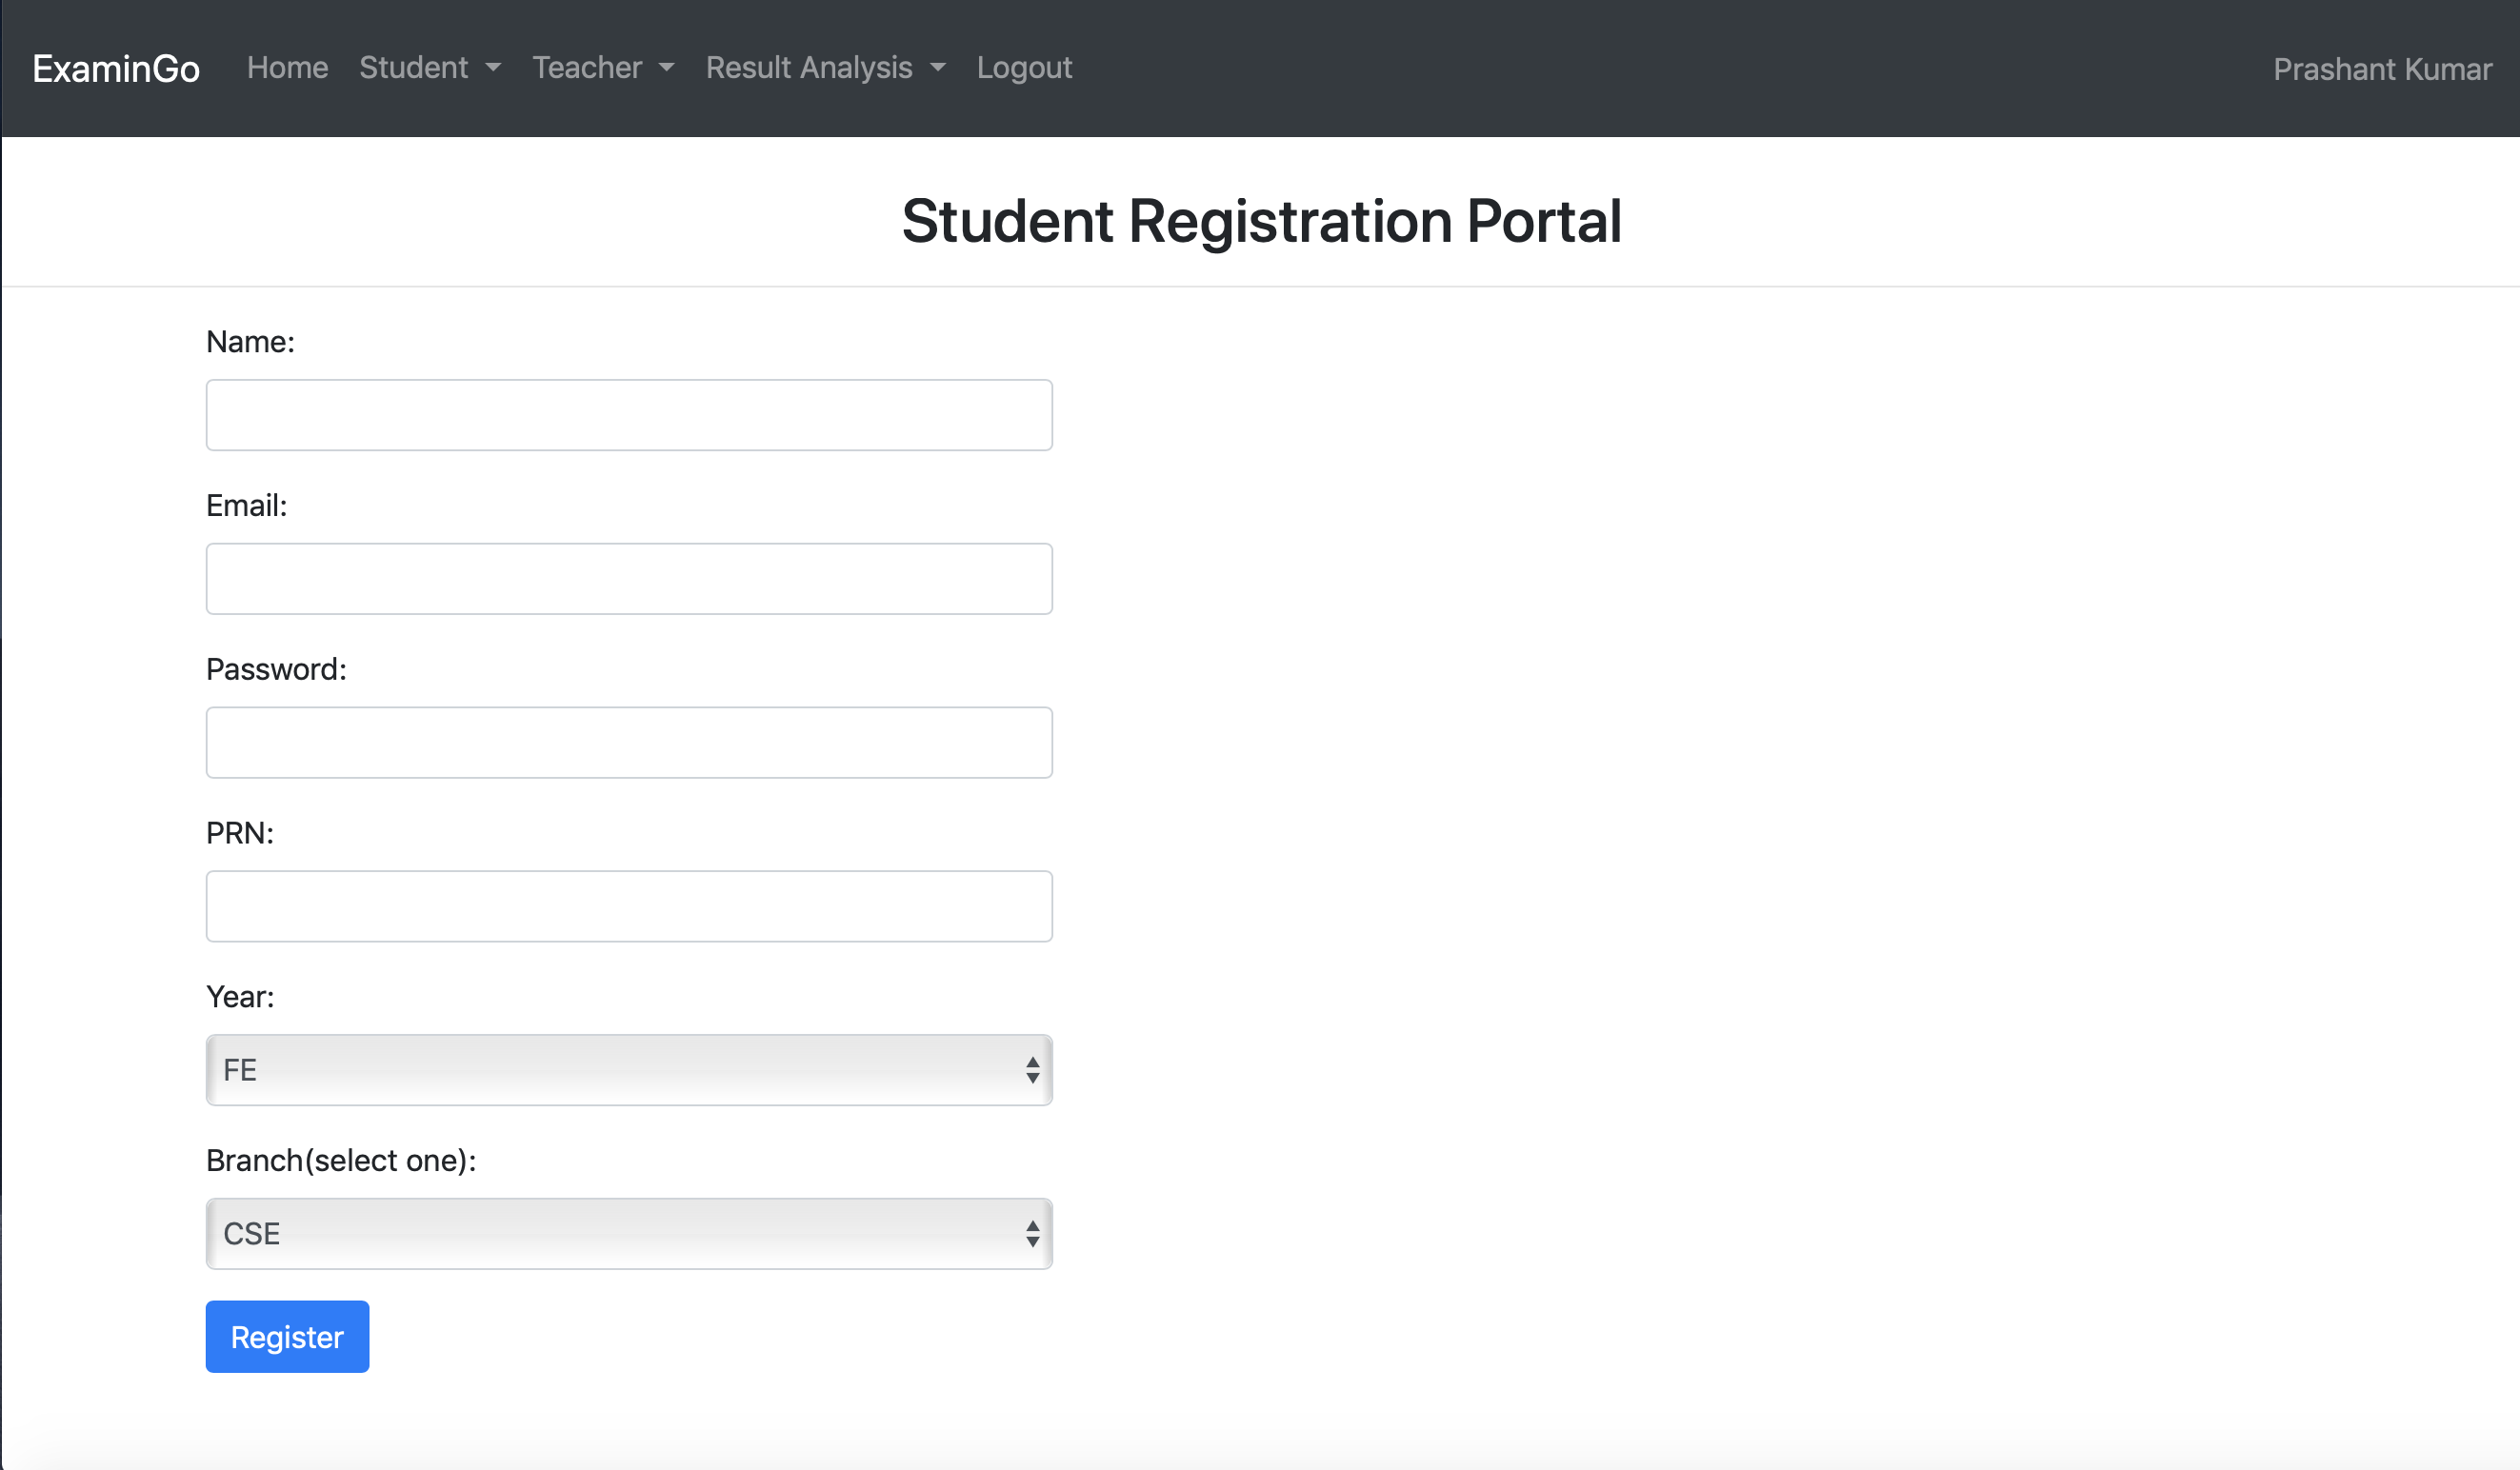 ExaminGo Home Student Teacher Result Analysis Logout Prashant Kumar
Student Registration Portal
Name:
Email:
Password:
PRN:
Year:
FE
Branch(select one):
CSE
Register